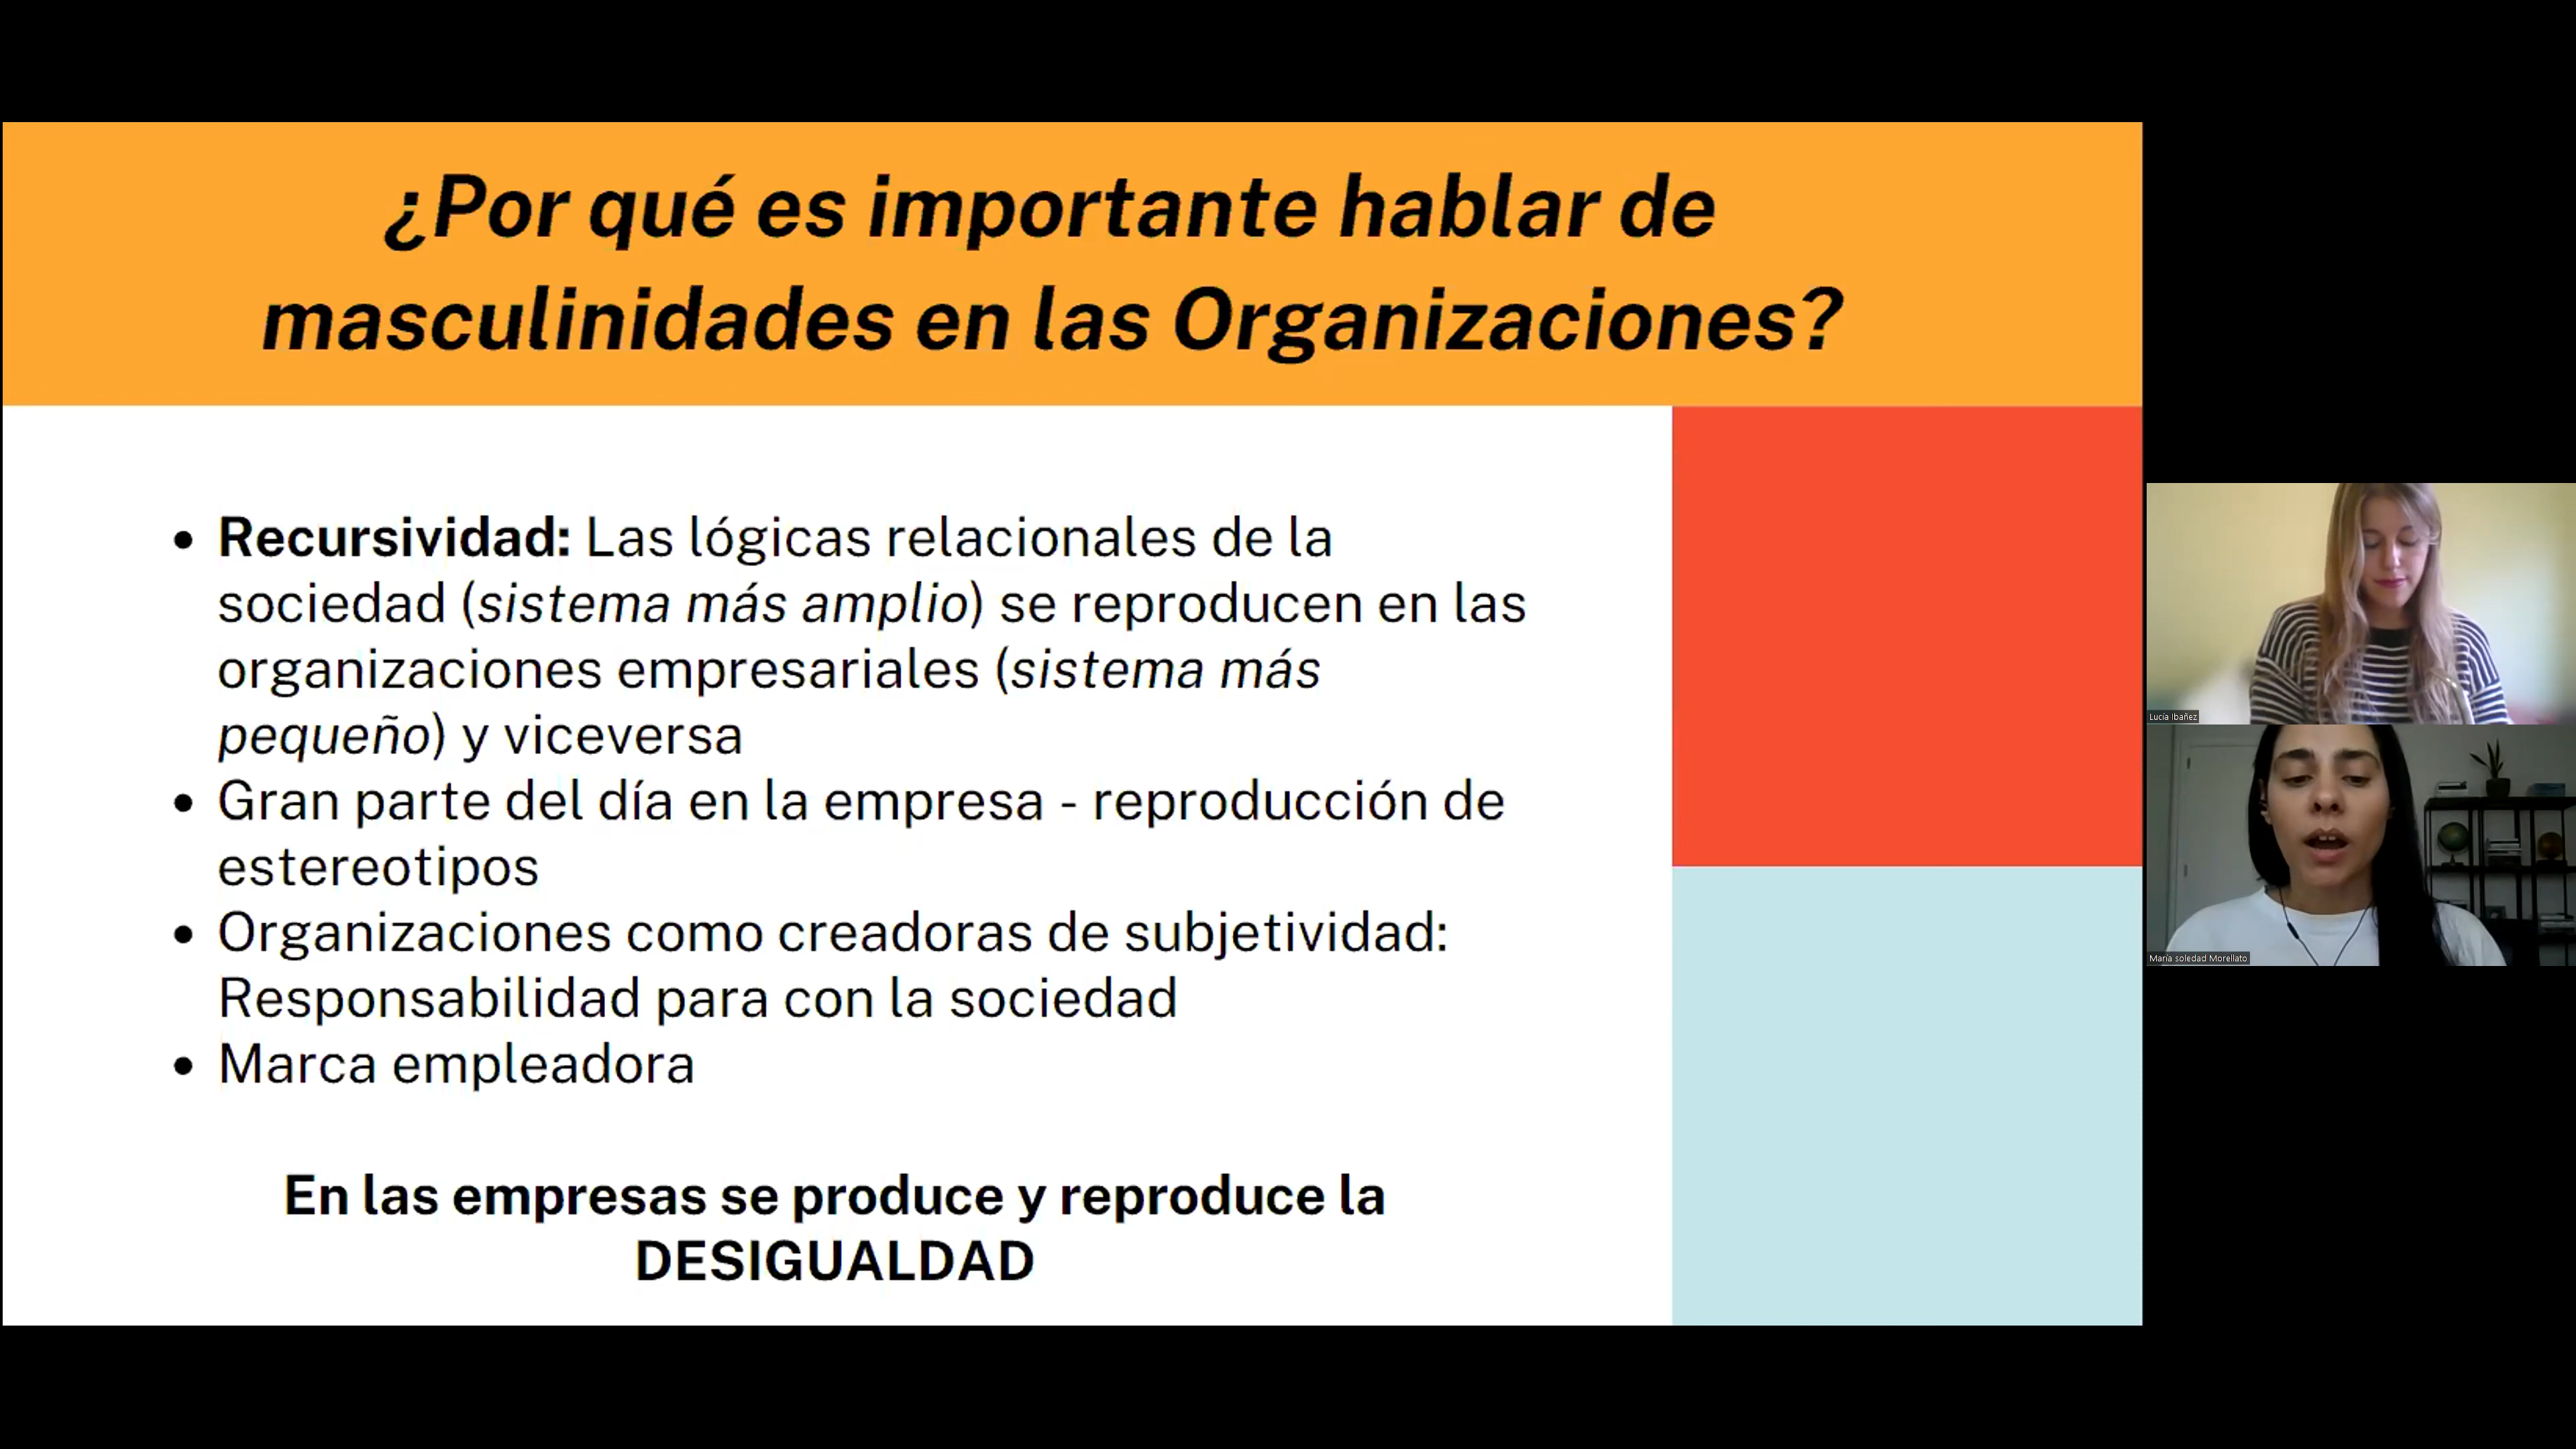 ¿Por qué es importante hablar de
masculinidades en las Organizaciones?
• Recursividad: Las lógicas relacionales de la
sociedad (sistema más amplio) se reproducen en las
organizaciones empresariales (sistema más
pequeño) y viceversa
• Gran parte del día en la empresa - reproducción de
estereotipos
• Organizaciones como creadoras de subjetividad:
Responsabilidad para con la sociedad
• Marca empleadora
En las empresas se produce y reproduce la
DESIGUALDAD
Lucía Ibañez
María soledad Morellato